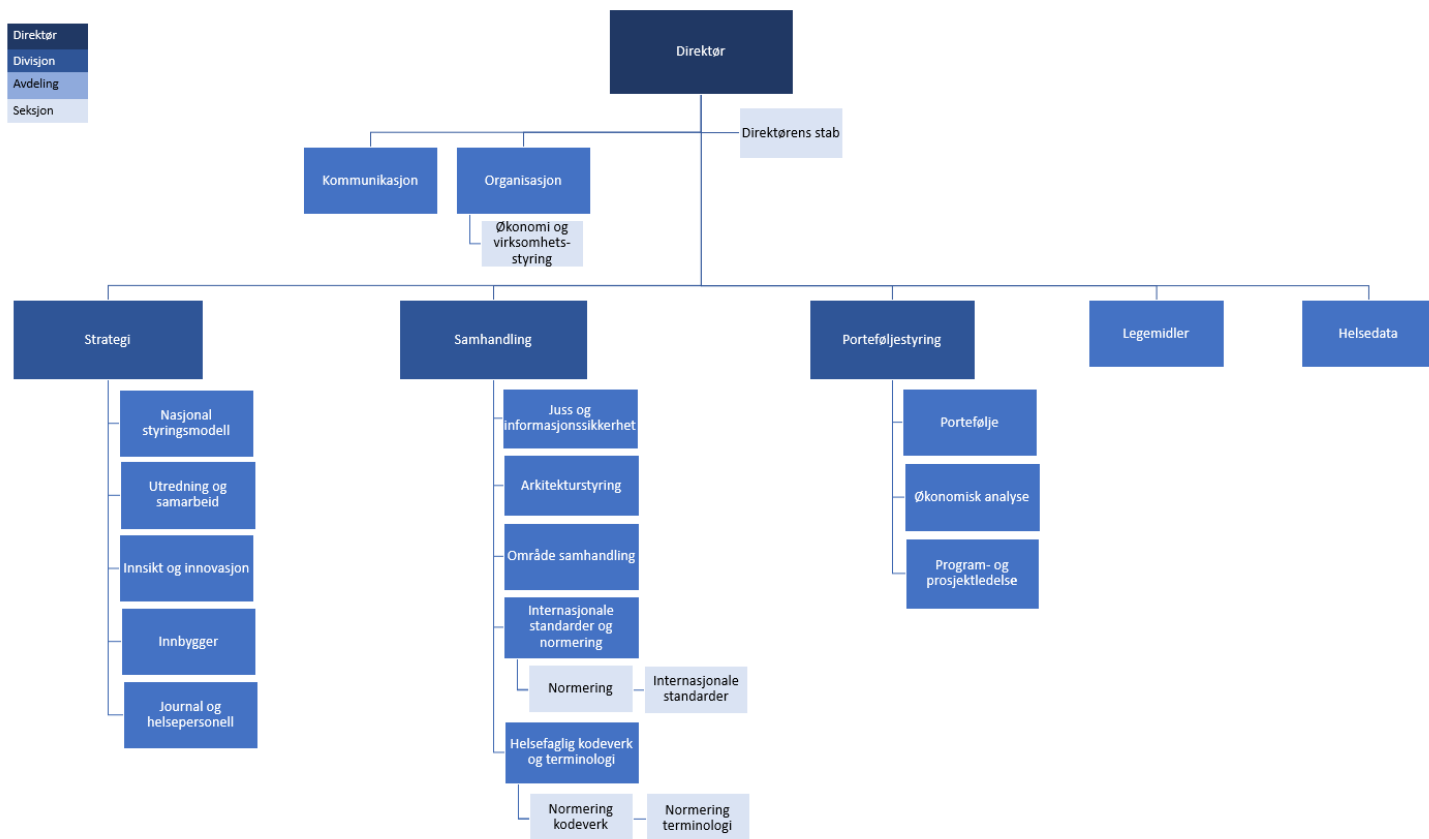 Direktør
Divisjon
Avdeling
Seksjon
Direktør
Direktørens stab
Kommunikasjon
Organisasjon
Økonomi og
virksomhets-
styring
Strategi
Samhandling
Porteføljestyring
Legemidler
Helsedata
Nasjonal
styringsmodell
Utredning og
samarbeid
Innsikt og innovasjon
Innbygger
Journal og
helsepersonell
Juss og
informasjonssikkerhet
Arkitekturstyring
Område samhandling
Internasjonale
standarder og
normering
Normering
Internasjonale
standarder
Helsefaglig kodeverk
og terminologi
Normering
kodeverk
Normering
terminologi
Portefølje
Økonomisk analyse
Program- og
prosjektledelse